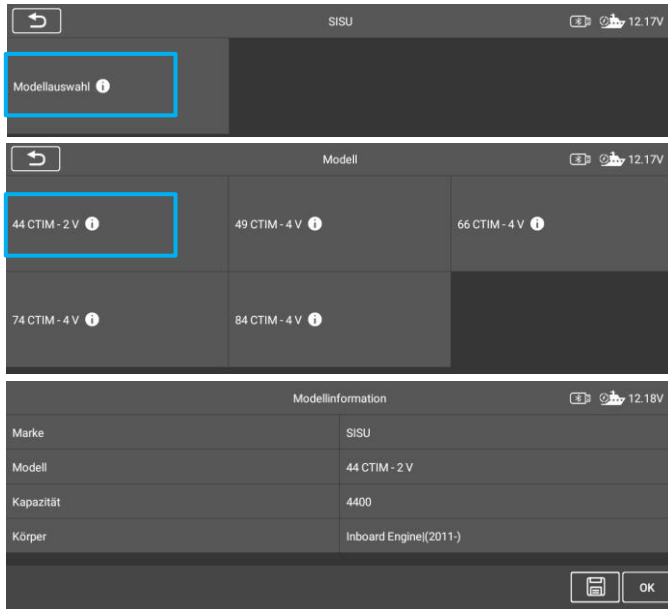 SISU 12.17V
Modellauswahl
Modell 12.17V
44 CTIM - 2 V 49 CTIM - 4 V 66 CTIM - 4 V
74 CTIM - 4 V 84 CTIM - 4 V
Modellinformation 12.18V
Marke SISU
Modell 44 CTIM - 2 V
Kapazität 4400
Körper Inboard Engine|(2011-)
OK